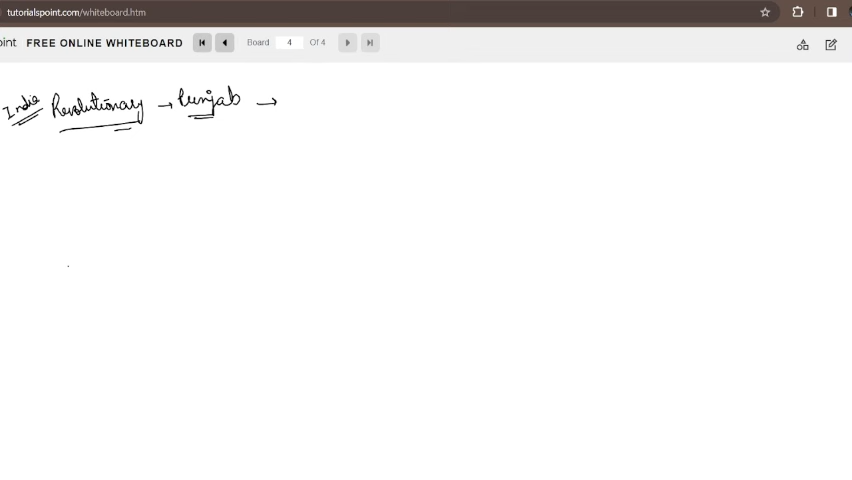 tutorialspoint.com/whiteboard.htm
oint FREE ONLINE WHITEBOARD Board 4 Of 4
India Revolutionary → Punjab →